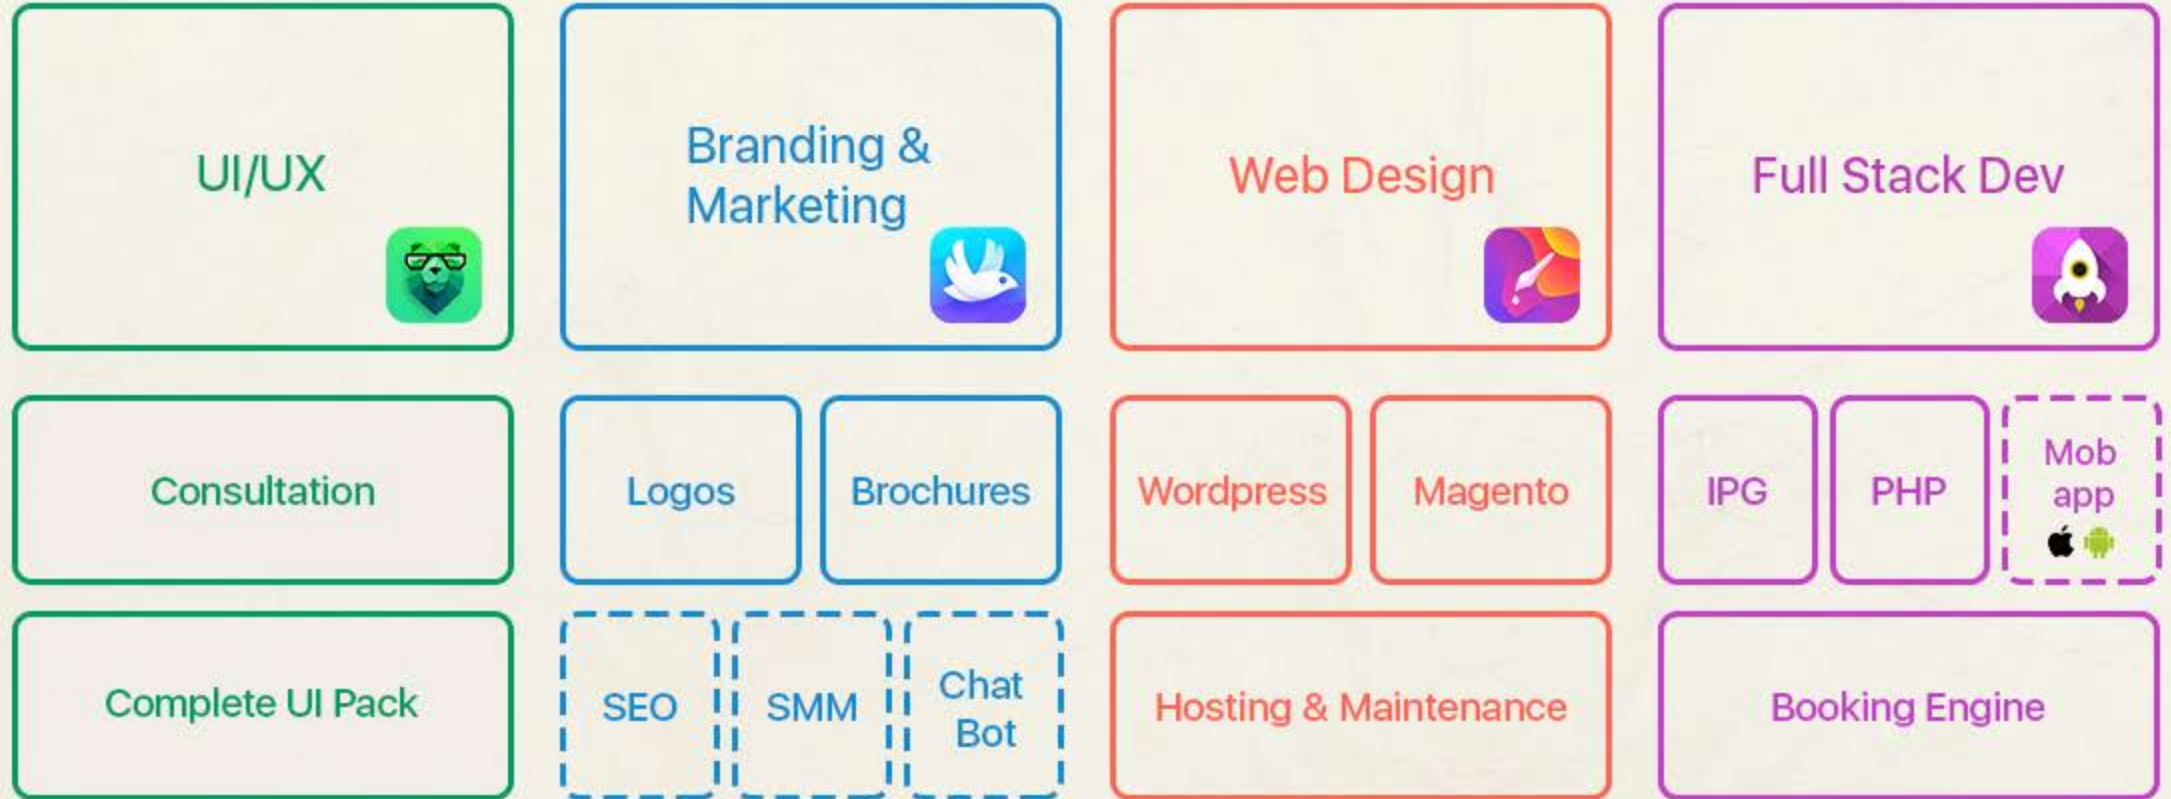 UI/UX
Branding &
Marketing
Web Design
Full Stack Dev
Consultation
Logos
Brochures
Wordpress
Magento
IPG
PHP
Mob
app
Complete UI Pack
SEO
SMM
Chat
Bot
Hosting & Maintenance
Booking Engine